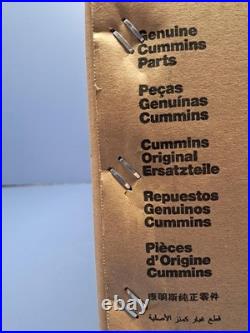 Genuine
Cummins
Parts
Peças
Genuínas
Cummins
Cummins
Original
Ersatzteile
Repuestos
Genuinos
Cummins
Pièces
d'Origine
Cummins
康明斯純正零件
قطع غيار كمنز الأصلية